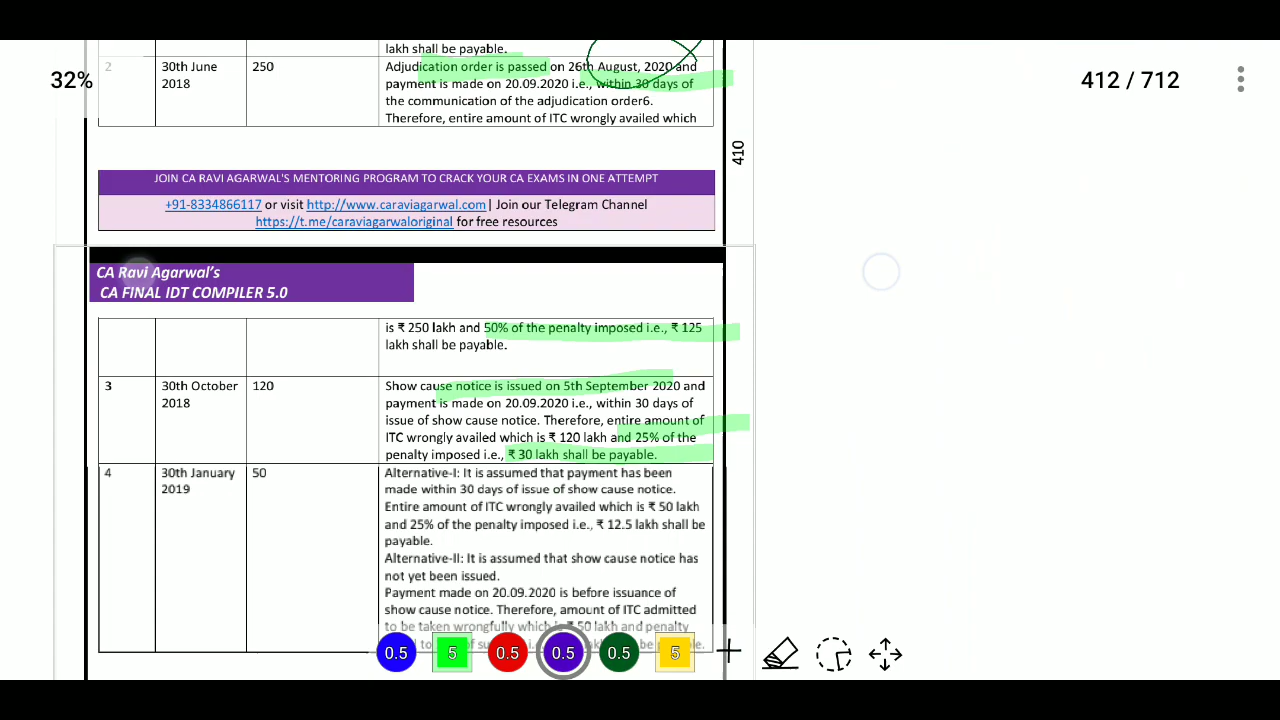 lakh shall be payable.
32%
2 30th June 250 Adjudication order is passed on 26th August, 2020 and
2018 payment is made on 20.09.2020 i.e., within 30 days of
the communication of the adjudication order6.
Therefore, entire amount of ITC wrongly availed which
412 / 712
410
JOIN CA RAVI AGARWAL'S MENTORING PROGRAM TO CRACK YOUR CA EXAMS IN ONE ATTEMPT
+91-8334866117 or visit http://www.caraviagarwal.com| Join our Telegram Channel
https://t.me/caraviagarwaloriginal for free resources
CA Ravi Agarwal's
CA FINAL IDT COMPILER 5.0
is ₹ 250 lakh and 50% of the penalty imposed i.e., ₹ 125
lakh shall be payable.
3 30th October 120 Show cause notice is issued on 5th September 2020 and
2018 payment is made on 20.09.2020 i.e., within 30 days of
issue of show cause notice. Therefore, entire amount of
ITC wrongly availed which is ₹ 120 lakh and 25% of the
penalty imposed i.e., ₹ 30 lakh shall be payable.
4 30th January 50 Alternative-I: It is assumed that payment has been
2019 made within 30 days of issue of show cause notice.
Entire amount of ITC wrongly availed which is ₹ 50 lakh
and 25% of the penalty imposed i.e., ₹ 12.5 lakh shall be
payable.
Alternative-II: It is assumed that show cause notice has
not yet been issued.
Payment made on 20.09.2020 is before issuance of
show cause notice. Therefore, amount of ITC admitted
to be taken wrongfully which is ₹ 50 lakh and penalty
0.5 5 0.5 0.5 0.5 5